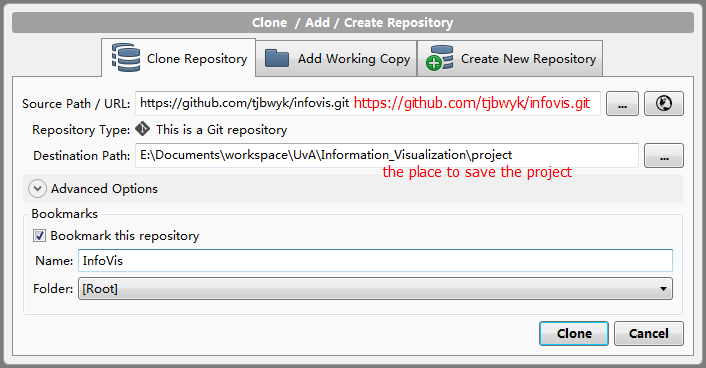 Clone / Add / Create Repository
Clone Repository Add Working Copy Create New Repository
Source Path / URL: https://github.com/tjbwyk/infovis.git https://github.com/tjbwyk/infovis.git ...
Repository Type: This is a Git repository
Destination Path: E:\Documents\workspace\UvA\Information_Visualization\project ...
the place to save the project
Advanced Options
Bookmarks
Bookmark this repository
Name: InfoVis
Folder: [Root]
Clone Cancel